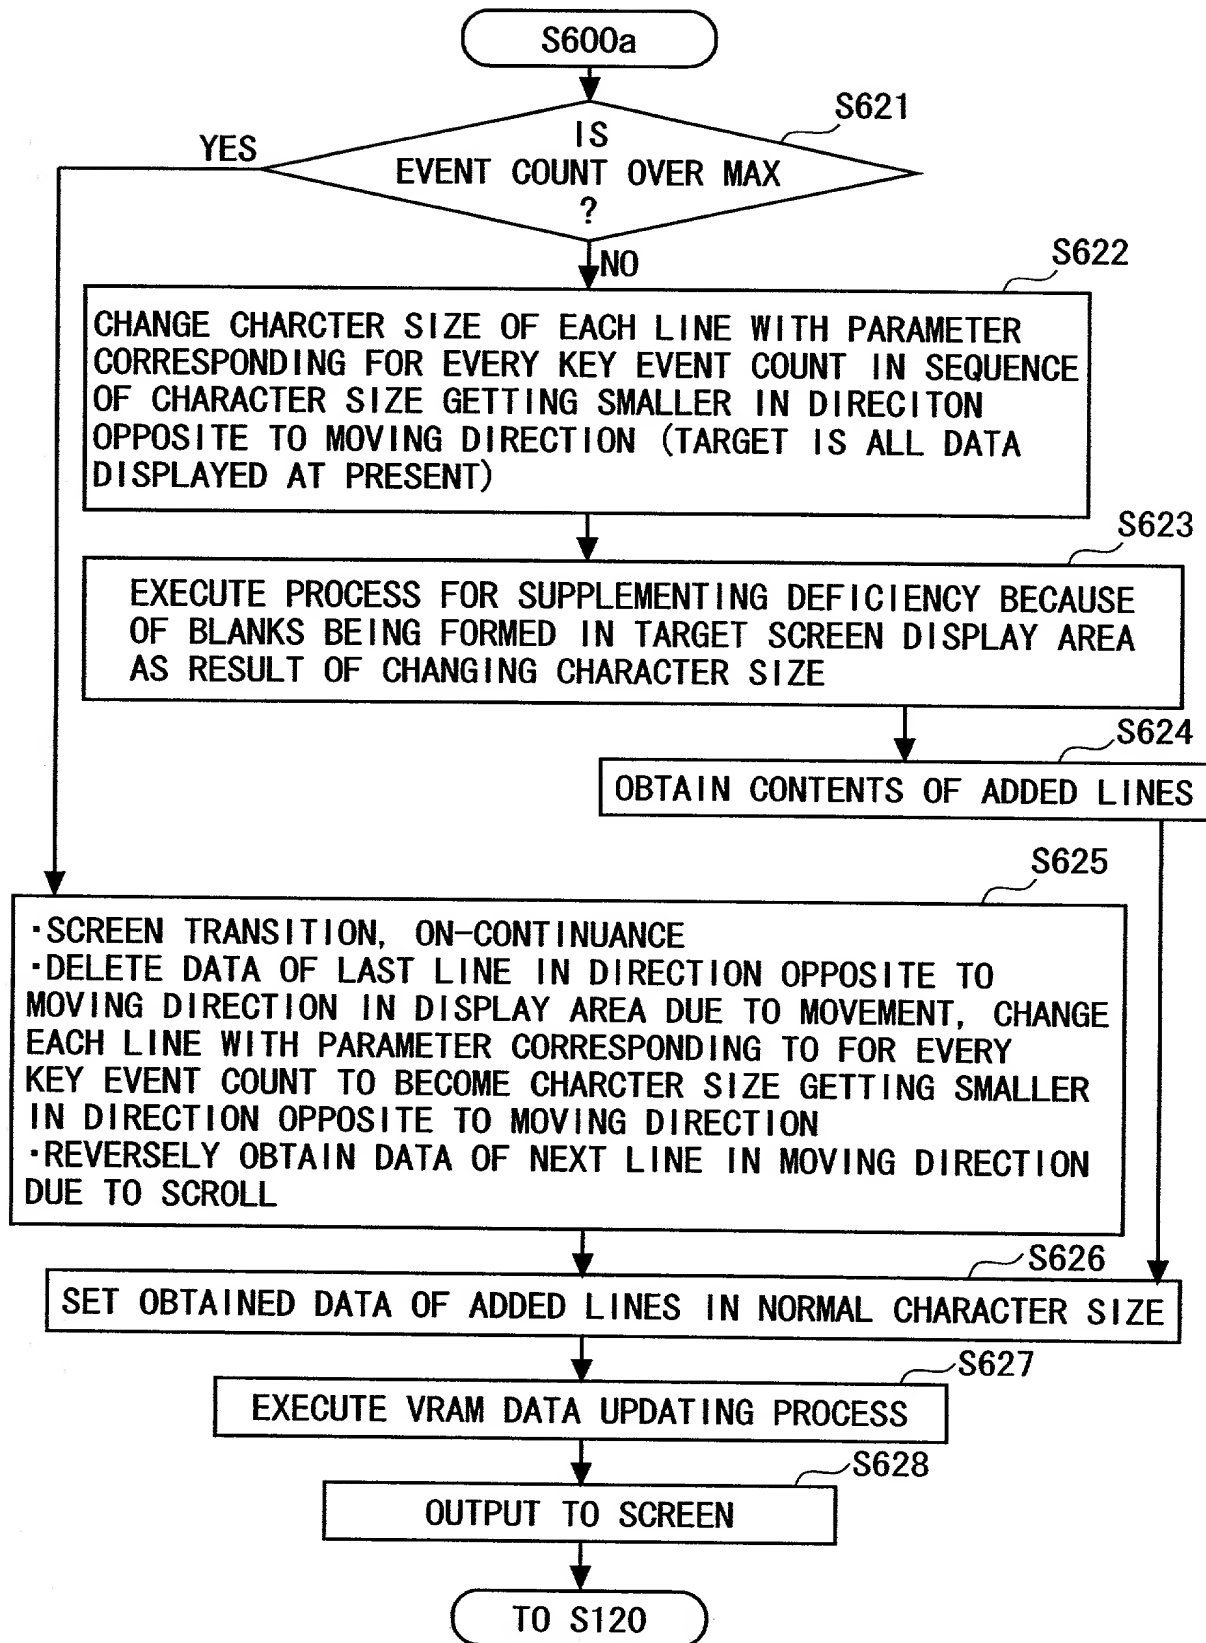 S600a
S621
IS
EVENT COUNT OVER MAX
?
YES
NO
S622
CHANGE CHARCTER SIZE OF EACH LINE WITH PARAMETER
CORRESPONDING FOR EVERY KEY EVENT COUNT IN SEQUENCE
OF CHARACTER SIZE GETTING SMALLER IN DIRECITON
OPPOSITE TO MOVING DIRECTION (TARGET IS ALL DATA
DISPLAYED AT PRESENT)
S623
EXECUTE PROCESS FOR SUPPLEMENTING DEFICIENCY BECAUSE
OF BLANKS BEING FORMED IN TARGET SCREEN DISPLAY AREA
AS RESULT OF CHANGING CHARACTER SIZE
S624
OBTAIN CONTENTS OF ADDED LINES
S625
·SCREEN TRANSITION, ON-CONTINUANCE
·DELETE DATA OF LAST LINE IN DIRECTION OPPOSITE TO
MOVING DIRECTION IN DISPLAY AREA DUE TO MOVEMENT, CHANGE
EACH LINE WITH PARAMETER CORRESPONDING TO FOR EVERY
KEY EVENT COUNT TO BECOME CHARCTER SIZE GETTING SMALLER
IN DIRECTION OPPOSITE TO MOVING DIRECTION
·REVERSELY OBTAIN DATA OF NEXT LINE IN MOVING DIRECTION
DUE TO SCROLL
S626
SET OBTAINED DATA OF ADDED LINES IN NORMAL CHARACTER SIZE
S627
EXECUTE VRAM DATA UPDATING PROCESS
S628
OUTPUT TO SCREEN
TO S120